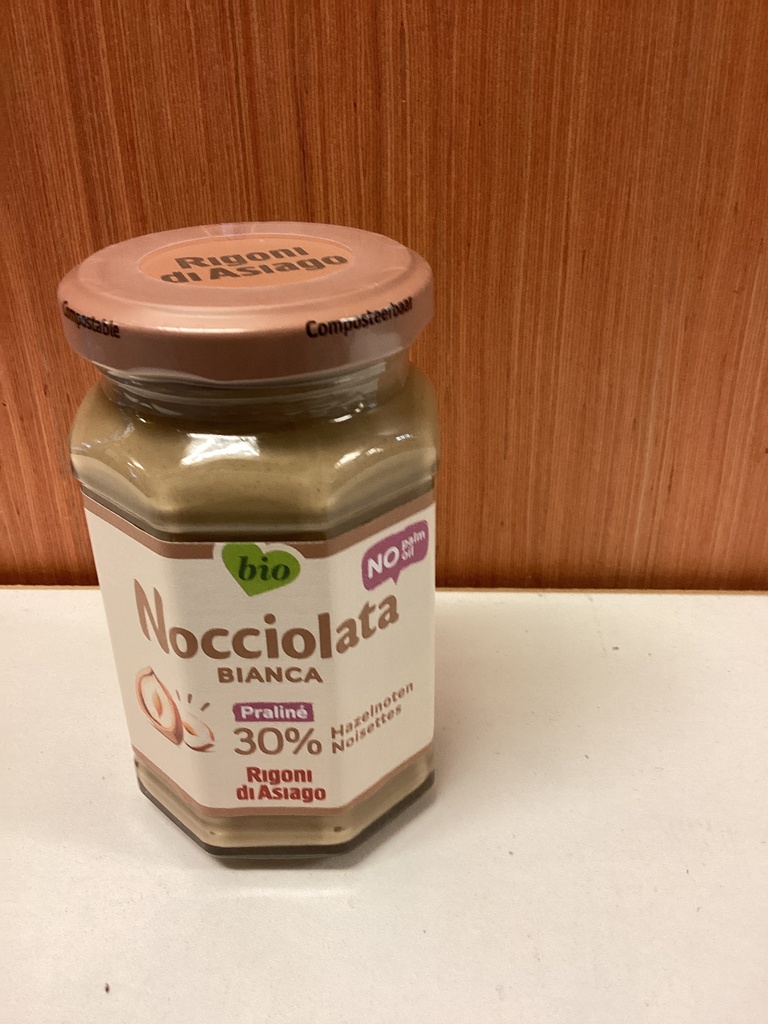 Rigoni
di Asiago
Compostable
Composteerbaar
bio
NO palm
oil
Nocciolata
BIANCA
Praliné
30% Hazelnoten
Noisettes
Rigoni
di Asiago